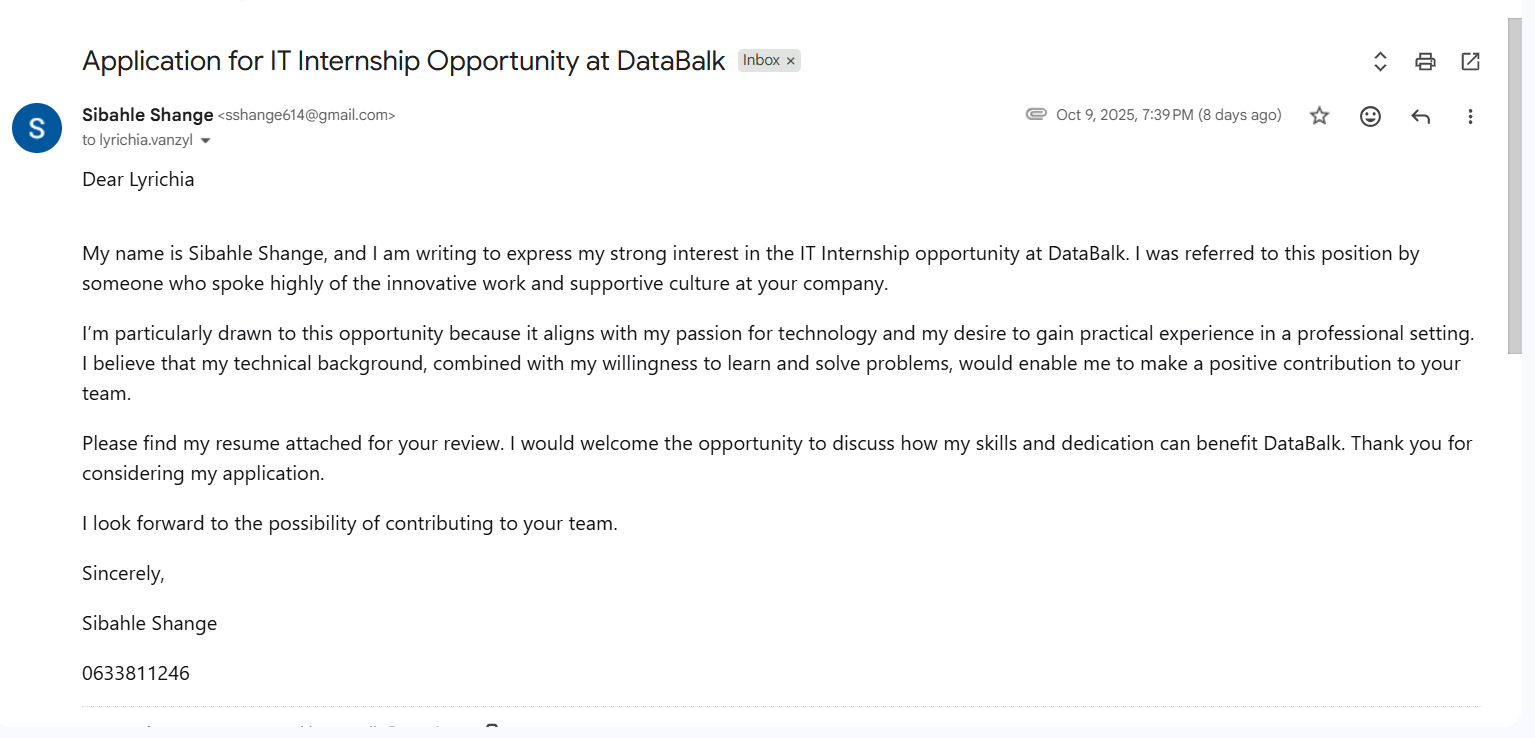 Application for IT Internship Opportunity at DataBalk Inbox ×
Sibahle Shange <sshange614@gmail.com> Oct 9, 2025, 7:39 PM (8 days ago)
S
to lyrichia.vanzyl
Dear Lyrichia
My name is Sibahle Shange, and I am writing to express my strong interest in the IT Internship opportunity at DataBalk. I was referred to this position by
someone who spoke highly of the innovative work and supportive culture at your company.
I’m particularly drawn to this opportunity because it aligns with my passion for technology and my desire to gain practical experience in a professional setting.
I believe that my technical background, combined with my willingness to learn and solve problems, would enable me to make a positive contribution to your
team.
Please find my resume attached for your review. I would welcome the opportunity to discuss how my skills and dedication can benefit DataBalk. Thank you for
considering my application.
I look forward to the possibility of contributing to your team.
Sincerely,
Sibahle Shange
0633811246